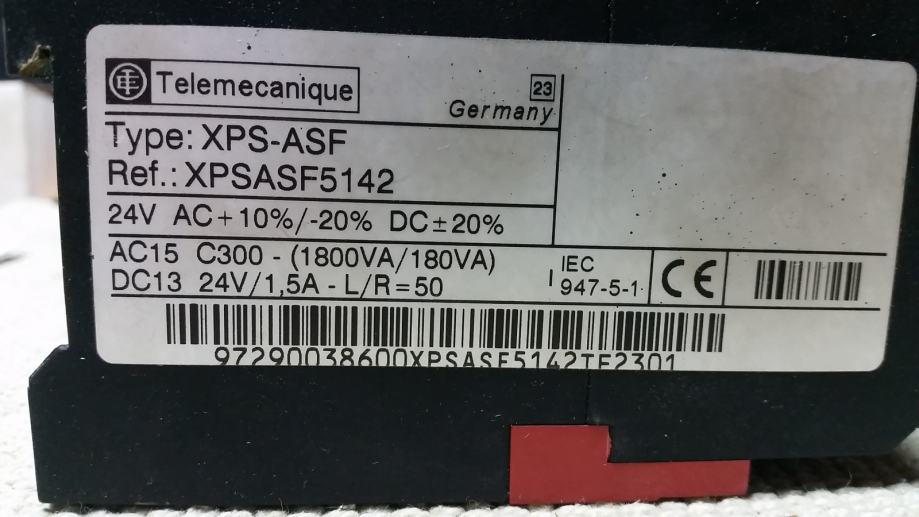 Telemecanique
23
Germany
Type: XPS-ASF
Ref.: XPSASF5142
24V AC+10%/-20% DC±20%
AC15 C300 - (1800VA/180VA)
DC13 24V/1,5A - L/R=50
IEC
947-5-1
CE
97290038600XPSASF5142TF2301